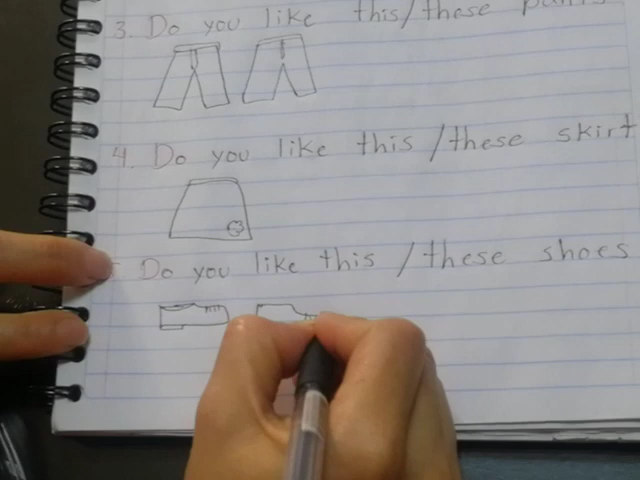 3. Do you like this/these pants
4. Do you like this/these skirt
Do you like this/these shoes